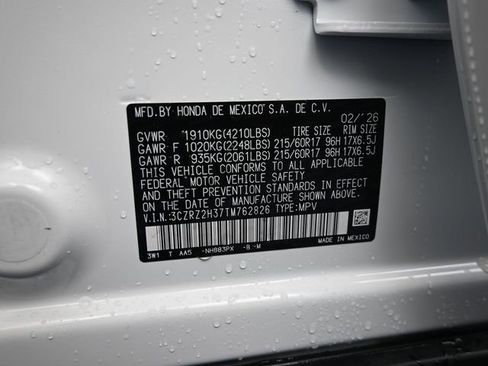 MFD. BY HONDA DE MEXICO S.A. DE C.V.
02/'26
GVWR 1910KG(4210LBS) TIRE SIZE RIM SIZE
GAWR F 1020KG(2248LBS) 215/60R17 96H 17X6.5J
GAWR R 935KG(2061LBS) 215/60R17 96H 17X6.5J
THIS VEHICLE CONFORMS TO ALL APPLICABLE
FEDERAL MOTOR VEHICLE SAFETY
AND THEFT PREVENTION STANDARDS IN EFFECT
ON THE DATE OF MANUFACTURE SHOWN ABOVE.
V.I.N.:3CZRZ2H37TM762826 TYPE: MPV
3W1 T AA5 -NH883PX -B -M MADE IN MEXICO